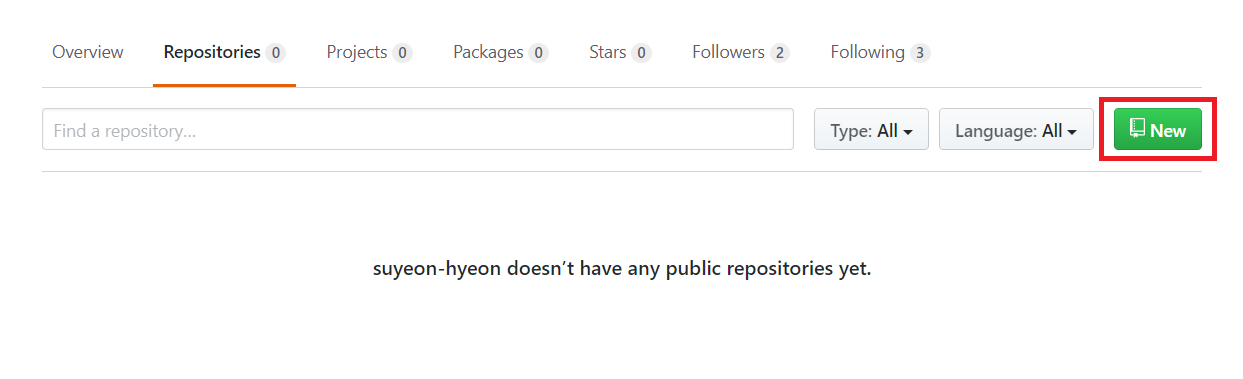 Overview Repositories 0 Projects 0 Packages 0 Stars 0 Followers 2 Following 3
Find a repository... Type: All Language: All New
suyeon-hyeon doesn’t have any public repositories yet.